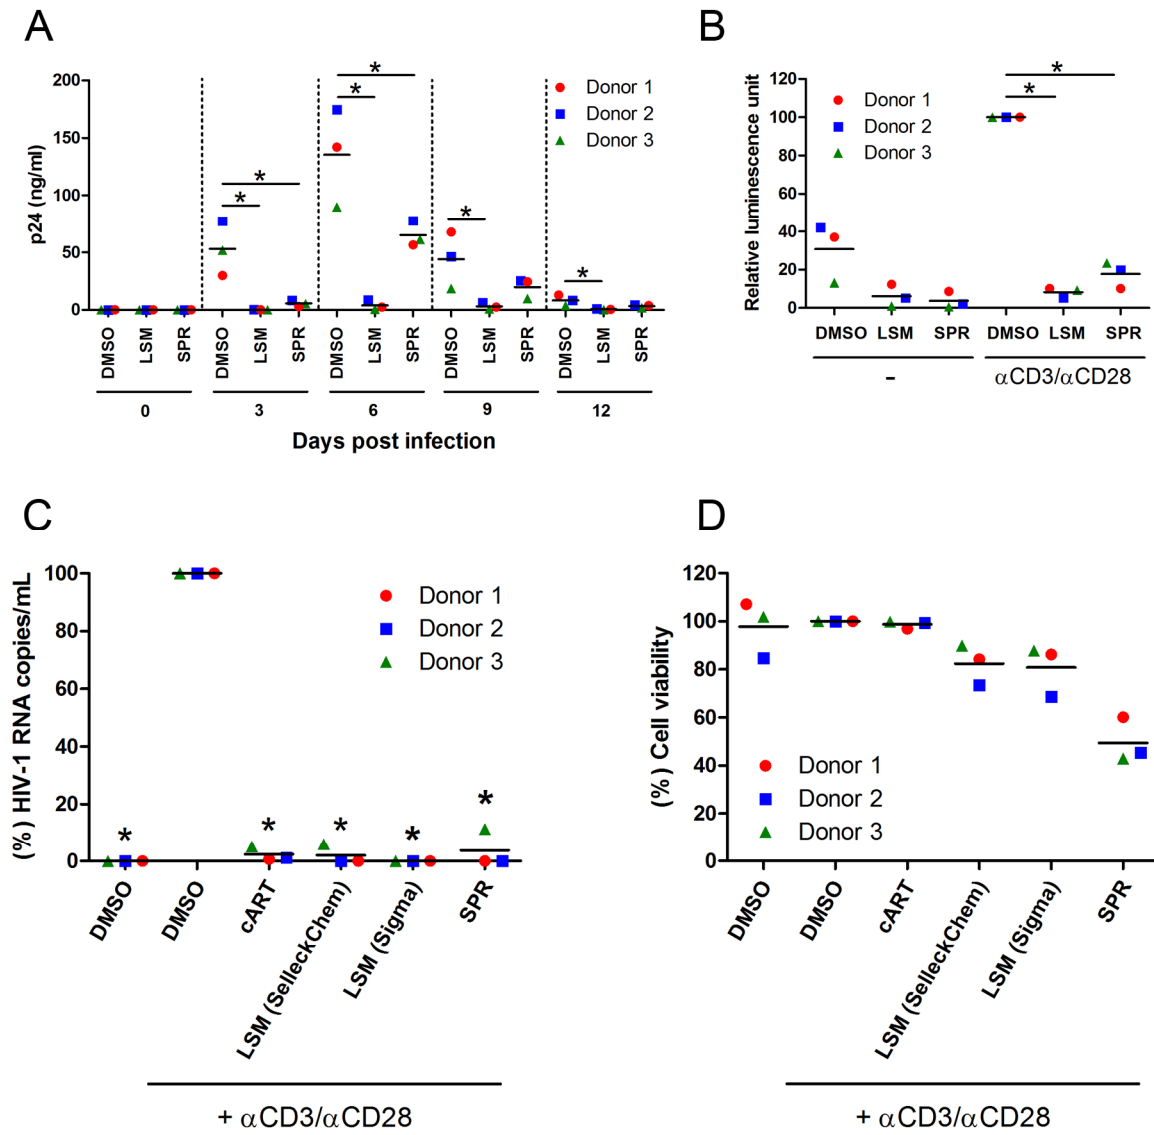 A
p24 (ng/ml)
200
150
100
50
0
*
*
*
*
*
*
Donor 1
Donor 2
Donor 3
DMSO LSM SPR DMSO LSM SPR DMSO LSM SPR DMSO LSM SPR DMSO LSM SPR
0 3 6 9 12
Days post infection
B
Relative luminescence unit
120
100
80
60
40
20
0
Donor 1
Donor 2
Donor 3
*
*
DMSO LSM SPR DMSO LSM SPR
- αCD3/αCD28
C
(%) HIV-1 RNA copies/mL
100
80
60
40
20
0
Donor 1
Donor 2
Donor 3
* * * * *
DMSO
DMSO
cART
LSM (SelleckChem)
LSM (Sigma)
SPR
+ αCD3/αCD28
D
(%) Cell viability
120
100
80
60
40
20
0
Donor 1
Donor 2
Donor 3
DMSO
DMSO
cART
LSM (SelleckChem)
LSM (Sigma)
SPR
+ αCD3/αCD28